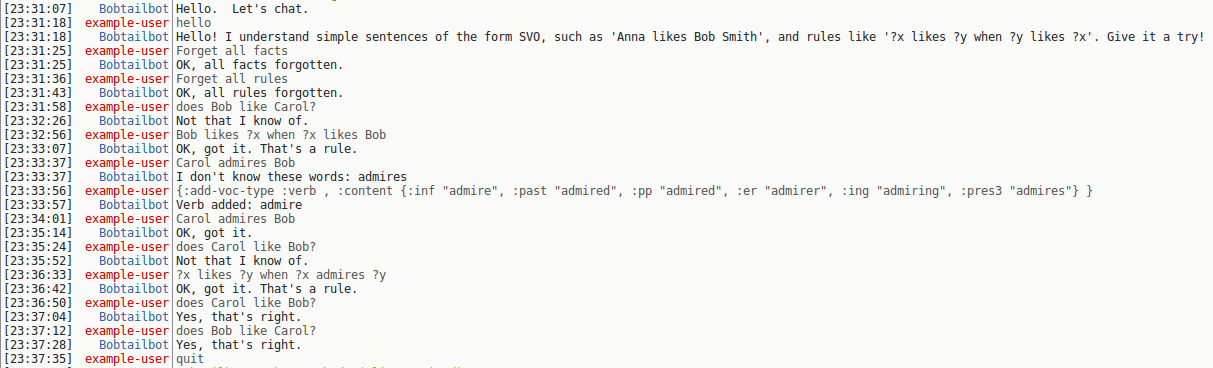 [23:31:07] Bobtailbot Hello.  Let's chat.
[23:31:18] example-user hello
[23:31:18] Bobtailbot Hello! I understand simple sentences of the form SVO, such as 'Anna likes Bob Smith', and rules like '?x likes ?y when ?y likes ?x'. Give it a try!
[23:31:25] example-user Forget all facts
[23:31:25] Bobtailbot OK, all facts forgotten.
[23:31:36] example-user Forget all rules
[23:31:43] Bobtailbot OK, all rules forgotten.
[23:31:58] example-user does Bob like Carol?
[23:32:26] Bobtailbot Not that I know of.
[23:32:56] example-user Bob likes ?x when ?x likes Bob
[23:33:07] Bobtailbot OK, got it. That's a rule.
[23:33:37] example-user Carol admires Bob
[23:33:37] Bobtailbot I don't know these words: admires
[23:33:56] example-user {:add-voc-type :verb , :content {:inf "admire", :past "admired", :pp "admired", :er "admirer", :ing "admiring", :pres3 "admires"} }
[23:33:57] Bobtailbot Verb added: admire
[23:34:01] example-user Carol admires Bob
[23:35:14] Bobtailbot OK, got it.
[23:35:24] example-user does Carol like Bob?
[23:35:52] Bobtailbot Not that I know of.
[23:36:33] example-user ?x likes ?y when ?x admires ?y
[23:36:42] Bobtailbot OK, got it. That's a rule.
[23:36:50] example-user does Carol like Bob?
[23:37:04] Bobtailbot Yes, that's right.
[23:37:12] example-user does Bob like Carol?
[23:37:28] Bobtailbot Yes, that's right.
[23:37:35] example-user quit